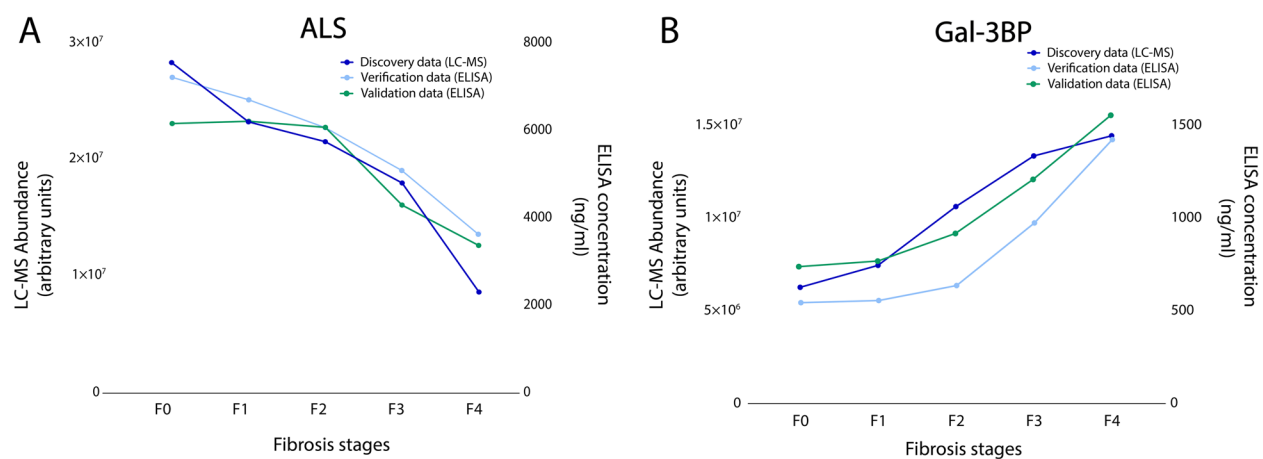 A
ALS
3×10⁷
2×10⁷
1×10⁷
0
LC-MS Abundance
(arbitrary units)
Discovery data (LC-MS)
Verification data (ELISA)
Validation data (ELISA)
8000
6000
4000
2000
0
ELISA concentration
(ng/ml)
F0 F1 F2 F3 F4
Fibrosis stages
B
Gal-3BP
Discovery data (LC-MS)
Verification data (ELISA)
Validation data (ELISA)
1.5×10⁷
1×10⁷
5×10⁶
0
LC-MS Abundance
(arbitrary units)
1500
1000
500
0
ELISA concentration
(ng/ml)
F0 F1 F2 F3 F4
Fibrosis stages